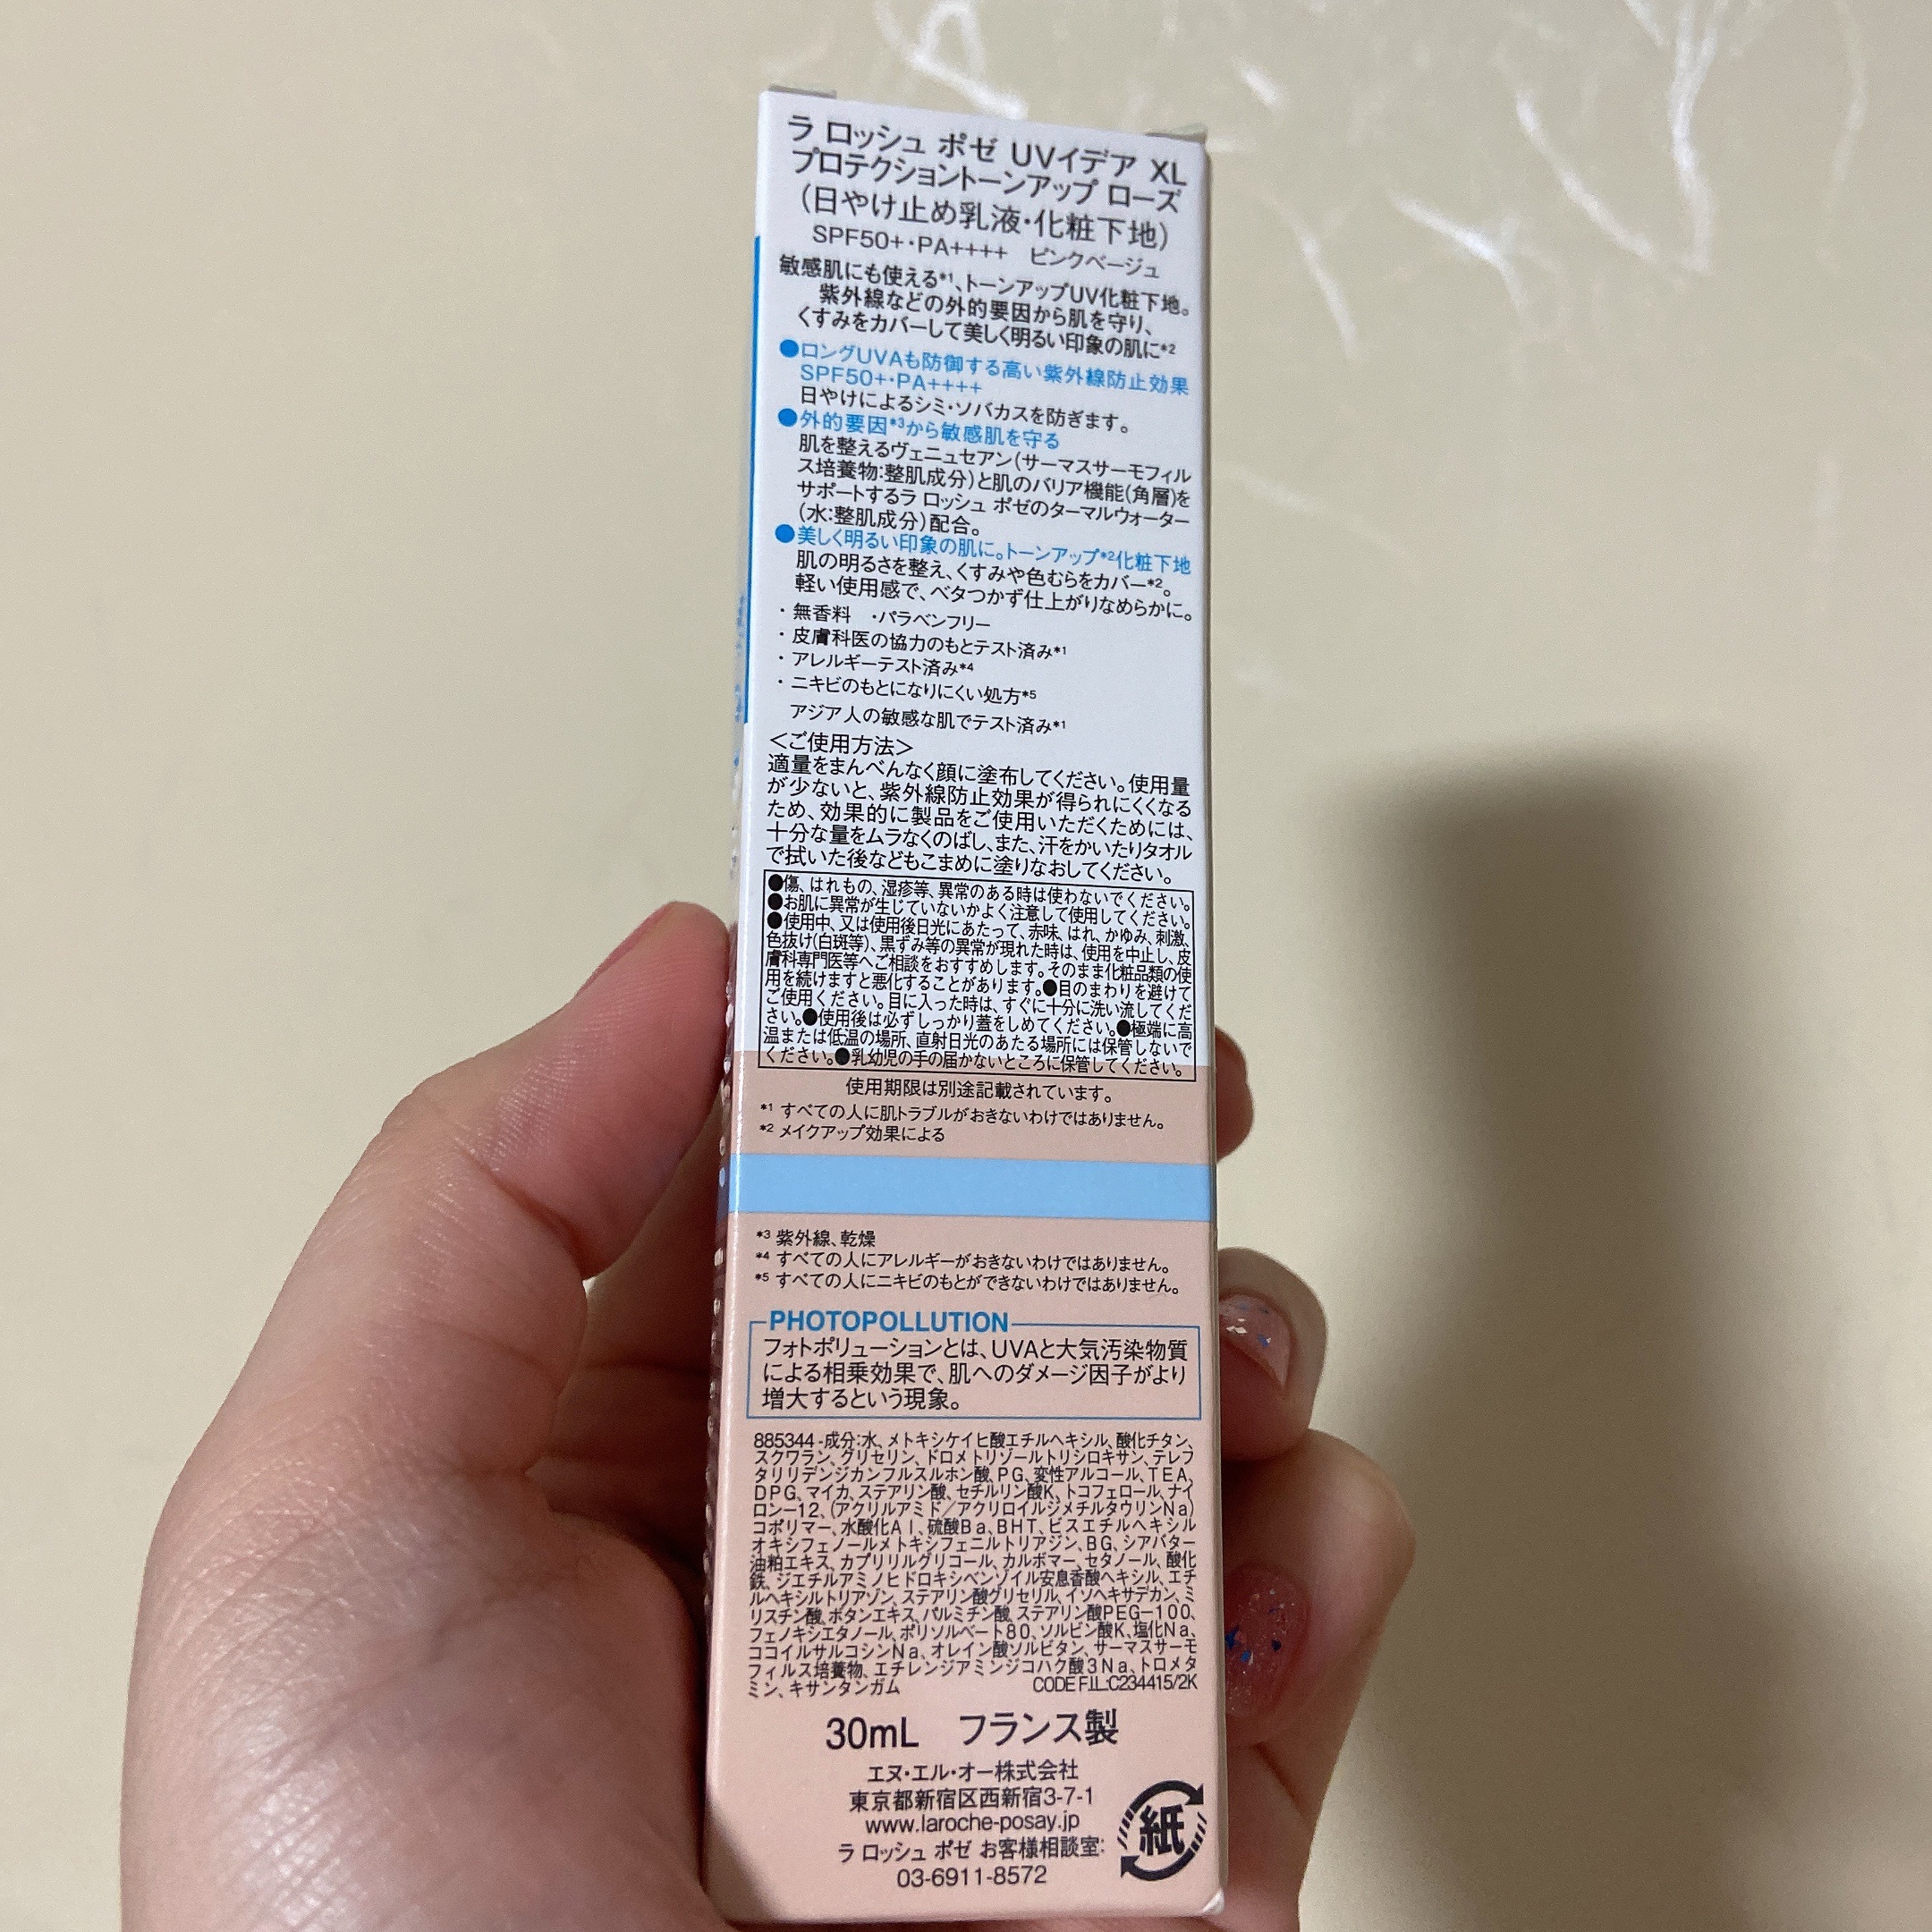 ラ ロッシュ ポゼ UVイデア XL
プロテクショントーンアップ ローズ
(日やけ止め乳液・化粧下地)
SPF50+・PA++++ ピンクベージュ
敏感肌にも使える*1、トーンアップUV化粧下地。
紫外線などの外的要因から肌を守り、
くすみをカバーして美しく明るい印象の肌に*2
●ロングUVAも防御する高い紫外線防止効果
SPF50+・PA++++
日やけによるシミ・ソバカスを防ぎます。
●外的要因*3から敏感肌を守る
肌を整えるヴェニュセアン(サーマスサーモフィル
ス培養物:整肌成分)と肌のバリア機能(角層)を
サポートするラ ロッシュ ポゼのターマルウォーター
(水:整肌成分)配合。
●美しく明るい印象の肌に。トーンアップ*2化粧下地
肌の明るさを整え、くすみや色むらをカバー*2。
軽い使用感で、ベタつかず仕上がりなめらかに。
・無香料 ・パラベンフリー
・皮膚科医の協力のもとテスト済み*1
・アレルギーテスト済み*4
・ニキビのもとになりにくい処方*5
アジア人の敏感な肌でテスト済み*1
<ご使用方法>
適量をまんべんなく顔に塗布してください。使用量
が少ないと、紫外線防止効果が得られにくくなる
ため、効果的に製品をご使用いただくためには、
十分な量をムラなくのばし、また、汗をかいたりタオル
で拭いた後などもこまめに塗りなおしてください。
●傷、はれもの、湿疹等、異常のある時は使わないでください。
●お肌に異常が生じていないかよく注意して使用してください。
●使用中、又は使用後日光にあたって、赤味、はれ、かゆみ、刺激、
色抜け(白斑等)、黒ずみ等の異常が現れた時は、使用を中止し、皮
膚科専門医等へご相談をおすすめします。そのまま化粧品類の使
用を続けますと悪化することがあります。●目のまわりを避けて
ご使用ください。目に入った時は、すぐに十分に洗い流してくだ
さい。●使用後は必ずしっかり蓋をしめてください。●極端に高
温または低温の場所、直射日光のあたる場所には保管しないで
ください。●乳幼児の手の届かないところに保管してください。
使用期限は別途記載されています。
*1 すべての人に肌トラブルがおきないわけではありません。
*2 メイクアップ効果による
*3 紫外線、乾燥
*4 すべての人にアレルギーがおきないわけではありません。
*5 すべての人にニキビのもとができないわけではありません。
PHOTOPOLLUTION
フォトポリューションとは、UVAと大気汚染物質
による相乗効果で、肌へのダメージ因子がより
増大するという現象。
885344-成分:水、メトキシケイヒ酸エチルヘキシル、酸化チタン、
スクワラン、グリセリン、ドロメトリゾールトリシロキサン、テレフ
タリリデンジカンフルスルホン酸、PG、変性アルコール、TEA、
DPG、マイカ、ステアリン酸、セチルリン酸K、トコフェロール、ナイ
ロン-12、(アクリルアミド/アクリロイルジメチルタウリンNa)
コポリマー、水酸化Al、硫酸Ba、BHT、ビスエチルヘキシル
オキシフェノールメトキシフェニルトリアジン、BG、シアバター
油粕エキス、カプリリルグリコール、カルボマー、セタノール、酸化
鉄、ジエチルアミノヒドロキシベンゾイル安息香酸ヘキシル、エチ
ルヘキシルトリアゾン、ステアリン酸グリセリル、イソヘキサデカン、ミ
リスチン酸、ボタンエキス、パルミチン酸、ステアリン酸PEG-100、
フェノキシエタノール、ポリソルベート80、ソルビン酸K、塩化Na、
ココイルサルコシンNa、オレイン酸ソルビタン、サーマスサーモ
フィルス培養物、エチレンジアミンジコハク酸3Na、トロメタ
ミン、キサンタンガム CODE F.I.L.:C234415/2K
30mL フランス製
エヌ・エル・オー株式会社
東京都新宿区西新宿3-7-1
www.laroche-posay.jp
ラ ロッシュ ポゼ お客様相談室:
03-6911-8572
紙